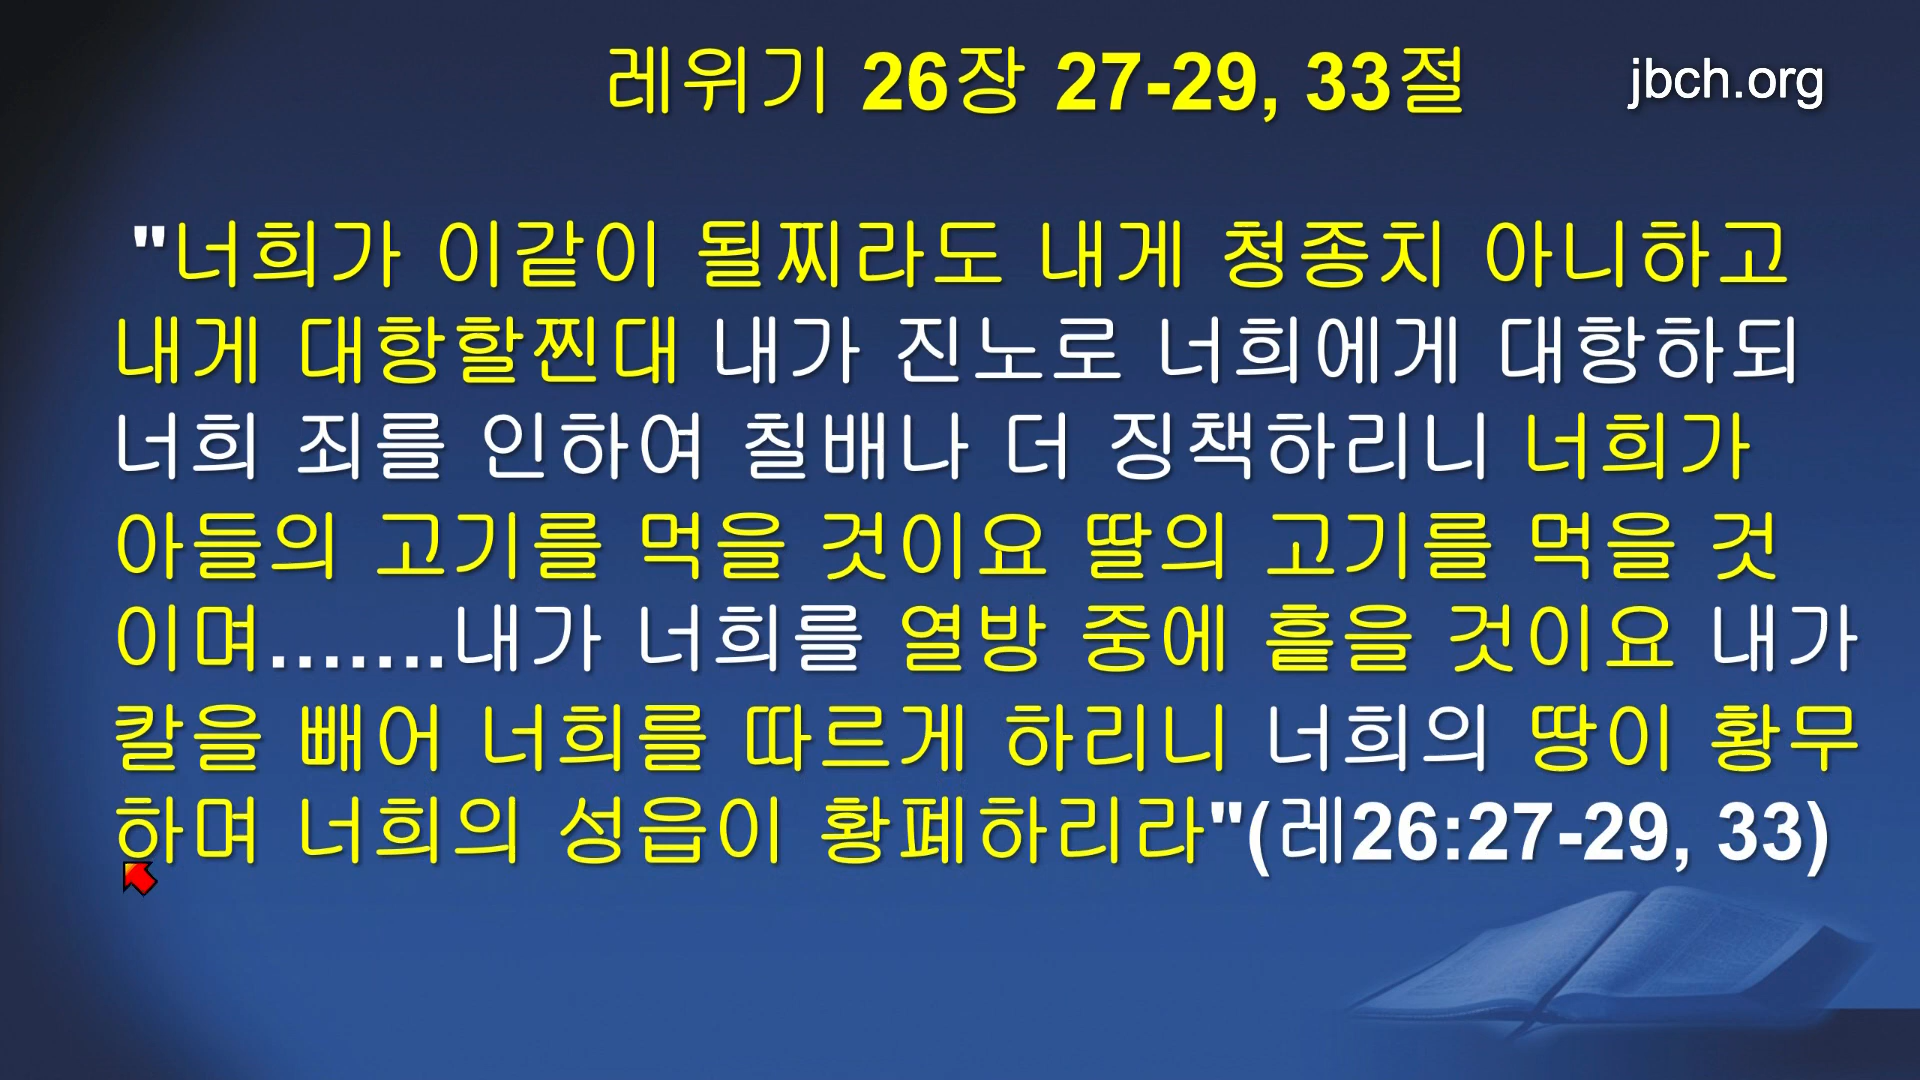 레위기 26장 27-29, 33절
jbch.org
"너희가 이같이 될찌라도 내게 청종치 아니하고
내게 대항할찐대 내가 진노로 너희에게 대항하되
너희 죄를 인하여 칠배나 더 징책하리니 너희가
아들의 고기를 먹을 것이요 딸의 고기를 먹을 것
이며.......내가 너희를 열방 중에 흩을 것이요 내가
칼을 빼어 너희를 따르게 하리니 너희의 땅이 황무
하며 너희의 성읍이 황폐하리라"(레26:27-29, 33)